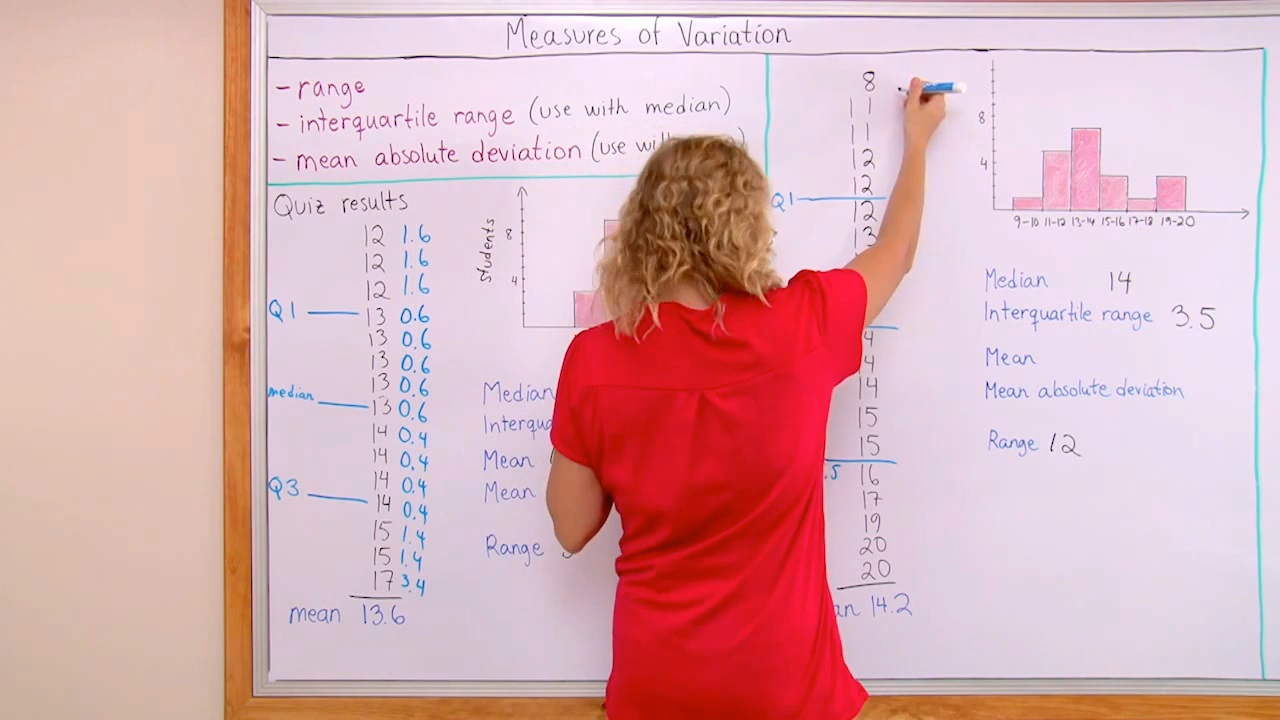 Measures of Variation
- range
- interquartile range (use with median)
- mean absolute deviation (use
Quiz results
12 1.6
12 1.6
12 1.6
Q1 13 0.6
13 0.6
13 0.6
13 0.6
median 13 0.6
14 0.4
14 0.4
14 0.4
Q3 14 0.4
15 1.4
15 1.4
17 3.4
mean 13.6
Students
8
4
Median
Mean
Mean
Range
8
11
11
12
12
Q1
12
3
4
4
14
15
15
.5
16
17
19
20
20
14.2
8
4
9-10 11-12 13-14 15-16 17-18 19-20
Median 14
Interquartile range 3.5
Mean
Mean absolute deviation
Range 12